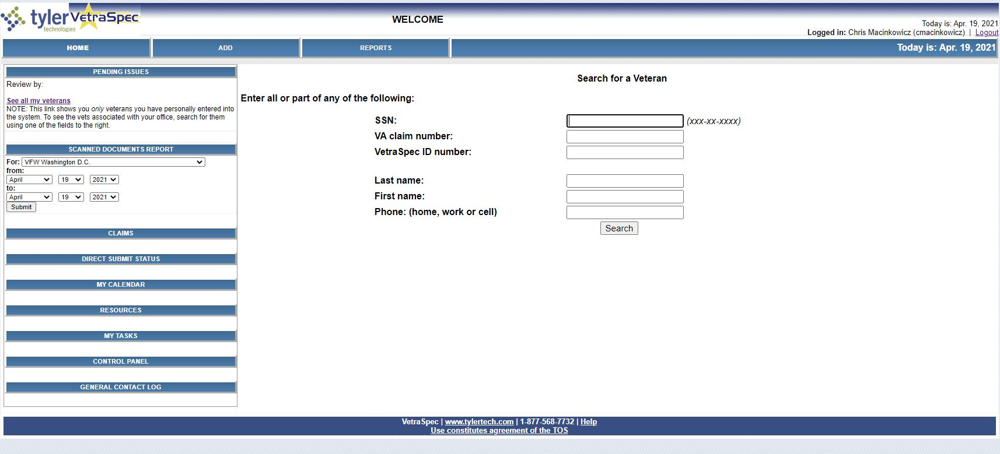 tyler technologies VetraSpec
WELCOME
Today is: Apr. 19, 2021
Logged in: Chris Macinkowicz (cmacinkowicz) | Logout
HOME ADD REPORTS Today is: Apr. 19, 2021
PENDING ISSUES
Review by:
See all my veterans
NOTE: This link shows you only veterans you have personally entered into
the system. To see the vets associated with your office, search for them
using one of the fields to the right.
SCANNED DOCUMENTS REPORT
For: VFW Washington D.C.
from:
April 19 2021
to:
April 19 2021
Submit
CLAIMS
DIRECT SUBMIT STATUS
MY CALENDAR
RESOURCES
MY TASKS
CONTROL PANEL
GENERAL CONTACT LOG
Search for a Veteran
Enter all or part of any of the following:
SSN: (xxx-xx-xxxx)
VA claim number:
VetraSpec ID number:
Last name:
First name:
Phone: (home, work or cell)
Search
VetraSpec | www.tylertech.com | 1-877-568-7732 | Help
Use constitutes agreement of the TOS